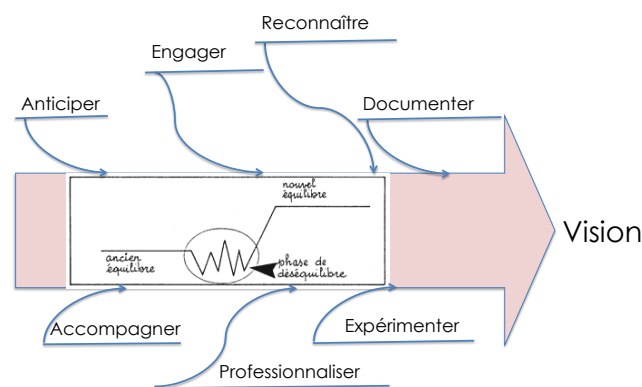 Reconnaître
Engager
Anticiper
Documenter
nouvel
équilibre
ancien
équilibre
phase de
déséquilibre
Vision
Accompagner
Expérimenter
Professionnaliser